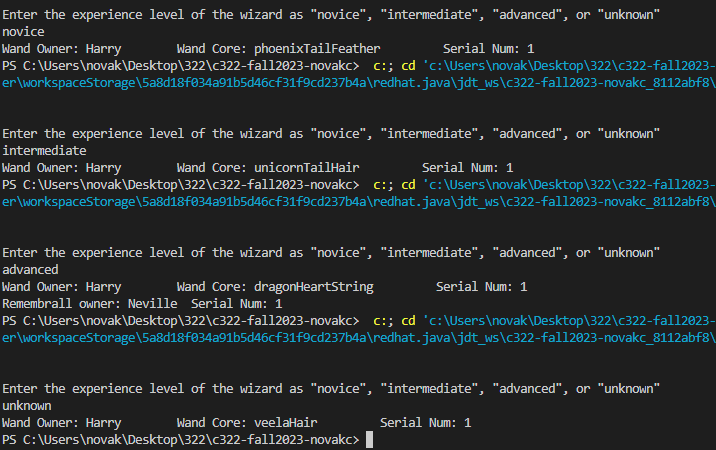 Enter the experience level of the wizard as "novice", "intermediate", "advanced", or "unknown"
novice
Wand Owner: Harry        Wand Core: phoenixTailFeather         Serial Num: 1
PS C:\Users\novak\Desktop\322\c322-fall2023-novakc>  c:; cd 'c:\Users\novak\Desktop\322\c322-fall2023-
er\workspaceStorage\5a8d18f034a91b5d46cf31f9cd237b4a\redhat.java\jdt_ws\c322-fall2023-novakc_8112abf8\
Enter the experience level of the wizard as "novice", "intermediate", "advanced", or "unknown"
intermediate
Wand Owner: Harry        Wand Core: unicornTailHair         Serial Num: 1
PS C:\Users\novak\Desktop\322\c322-fall2023-novakc>  c:; cd 'c:\Users\novak\Desktop\322\c322-fall2023-
er\workspaceStorage\5a8d18f034a91b5d46cf31f9cd237b4a\redhat.java\jdt_ws\c322-fall2023-novakc_8112abf8\
Enter the experience level of the wizard as "novice", "intermediate", "advanced", or "unknown"
advanced
Wand Owner: Harry        Wand Core: dragonHeartString         Serial Num: 1
Remembrall owner: Neville  Serial Num: 1
PS C:\Users\novak\Desktop\322\c322-fall2023-novakc>  c:; cd 'c:\Users\novak\Desktop\322\c322-fall2023-
er\workspaceStorage\5a8d18f034a91b5d46cf31f9cd237b4a\redhat.java\jdt_ws\c322-fall2023-novakc_8112abf8\
Enter the experience level of the wizard as "novice", "intermediate", "advanced", or "unknown"
unknown
Wand Owner: Harry        Wand Core: veelaHair         Serial Num: 1
PS C:\Users\novak\Desktop\322\c322-fall2023-novakc>